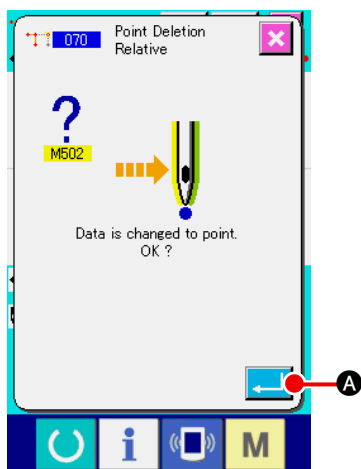 070
Point Deletion
Relative
?
M502
Data is changed to point.
OK ?
A
i
M